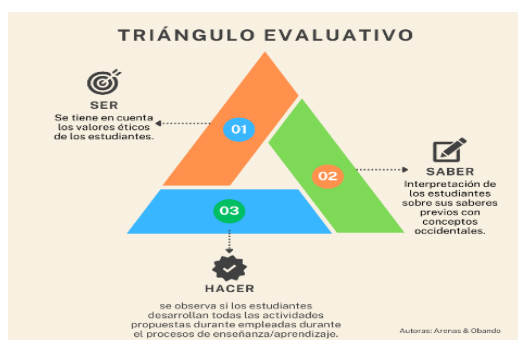 TRIÁNGULO EVALUATIVO
SER
Se tiene en cuenta
los valores éticos
de los estudiantes.
01
02
SABER
Interpretación de
los estudiantes
sobre sus saberes
previos con
conceptos
occidentales.
03
HACER
se observa si los estudiantes
desarrollan todas las actividades
propuestas durante empleadas durante
el procesos de enseñanza/aprendizaje.
Autoras: Arenas & Obando